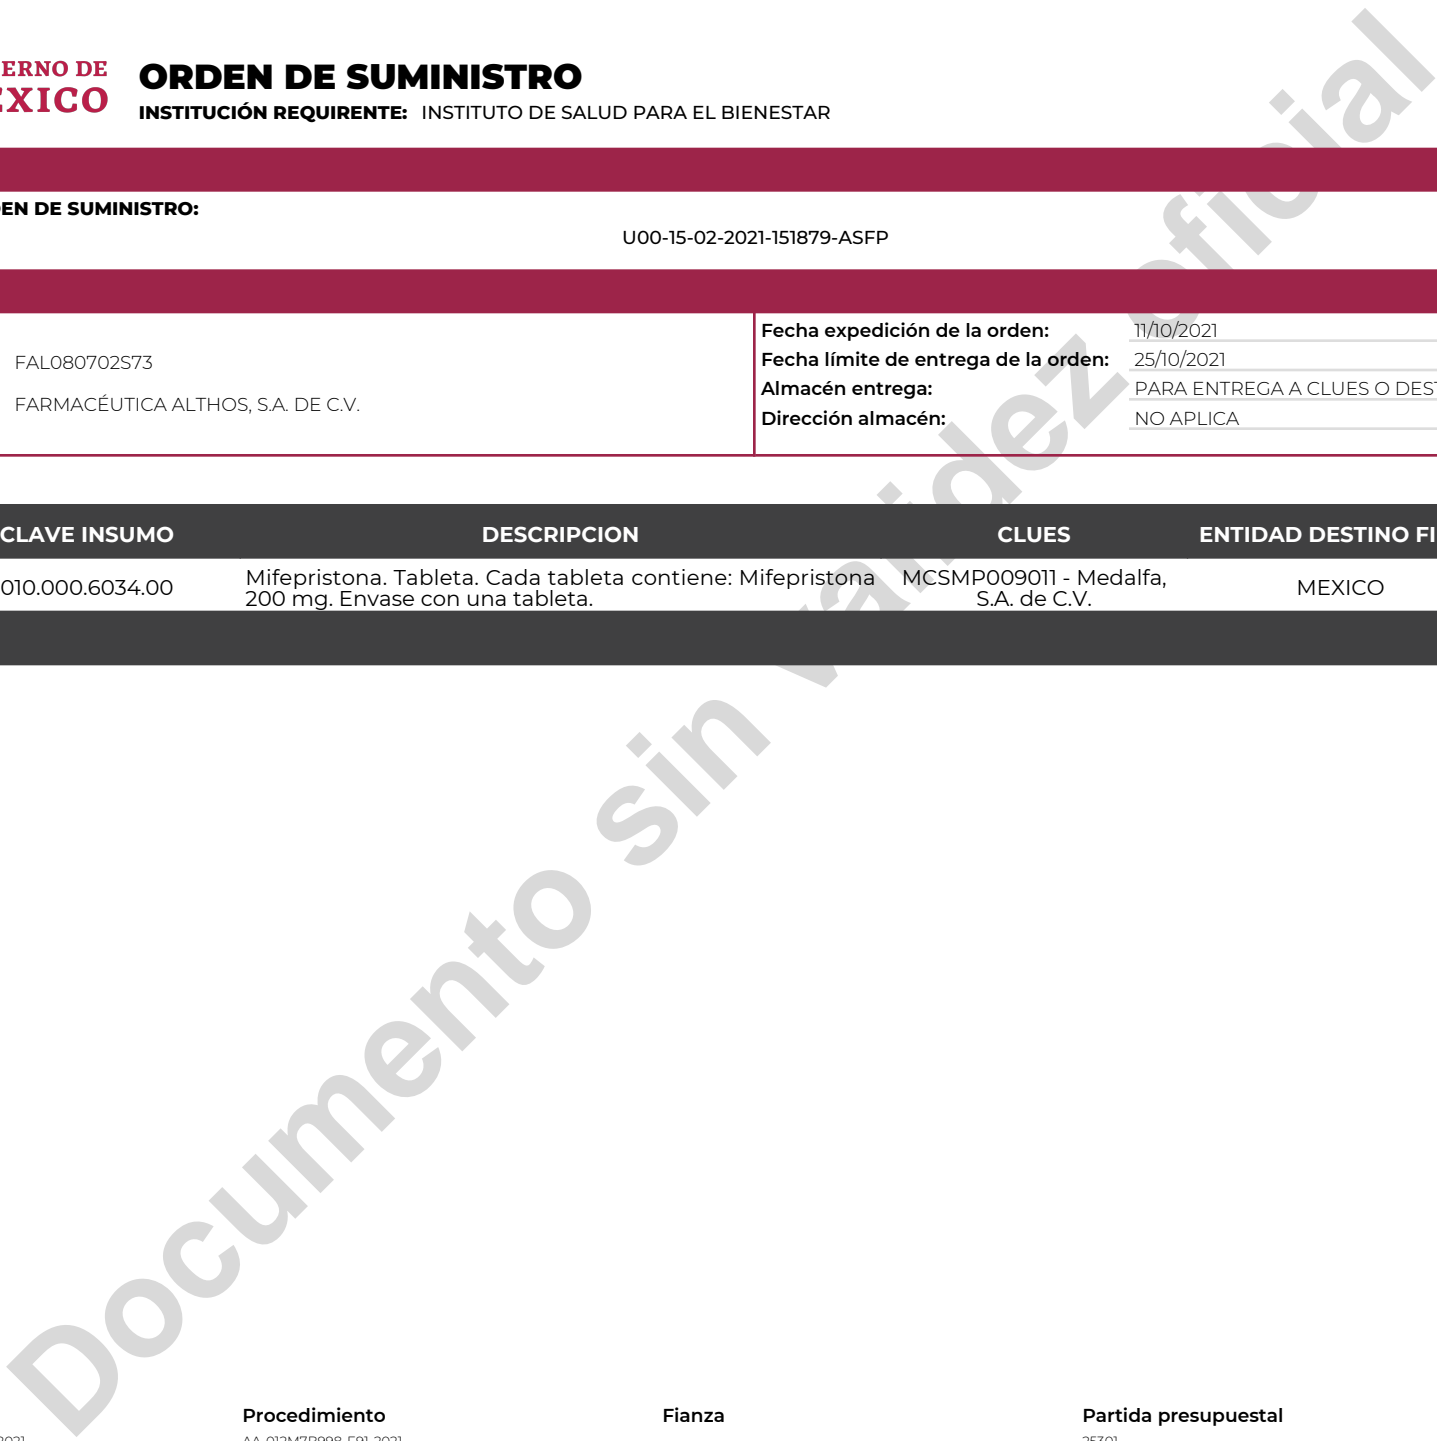 ERNO DE
EXICO
ORDEN DE SUMINISTRO
INSTITUCIÓN REQUIRENTE: INSTITUTO DE SALUD PARA EL BIENESTAR
EN DE SUMINISTRO:
U00-15-02-2021-151879-ASFP
FAL080702S73
FARMACÉUTICA ALTHOS, S.A. DE C.V.
Fecha expedición de la orden: 11/10/2021
Fecha límite de entrega de la orden: 25/10/2021
Almacén entrega: PARA ENTREGA A CLUES O DEST
Dirección almacén: NO APLICA
CLAVE INSUMO DESCRIPCION CLUES ENTIDAD DESTINO FI
010.000.6034.00
Mifepristona. Tableta. Cada tableta contiene: Mifepristona
200 mg. Envase con una tableta.
MCSMP009011 - Medalfa,
S.A. de C.V.
MEXICO
Documento sin validez oficial
Procedimiento Fianza Partida presupuestal